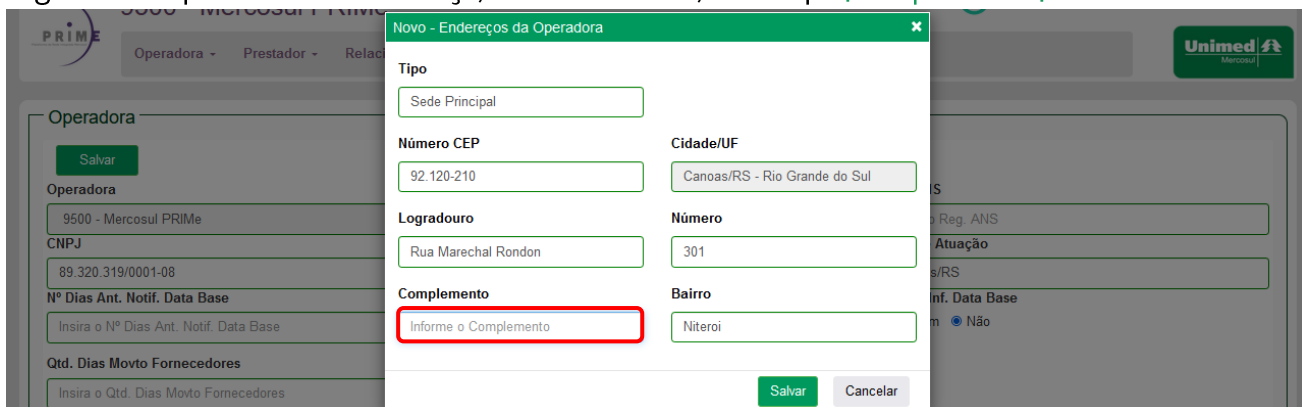 PRIME
Operadora
Prestador
Novo - Endereços da Operadora
×
Unimed
Mercosul
Tipo
Sede Principal
Operadora
Salvar
Número CEP
Cidade/UF
92.120-210
Canoas/RS - Rio Grande do Sul
Operadora
9500 - Mercosul PRIMe
Reg. ANS
Logradouro
Número
CNPJ
Atuação
Rua Marechal Rondon
301
89.320.319/0001-08
s/RS
Nº Dias Ant. Notif. Data Base
Complemento
Bairro
Inf. Data Base
Insira o Nº Dias Ant. Notif. Data Base
Informe o Complemento
Niteroi
Não
Qtd. Dias Movto Fornecedores
Insira o Qtd. Dias Movto Fornecedores
Salvar
Cancelar